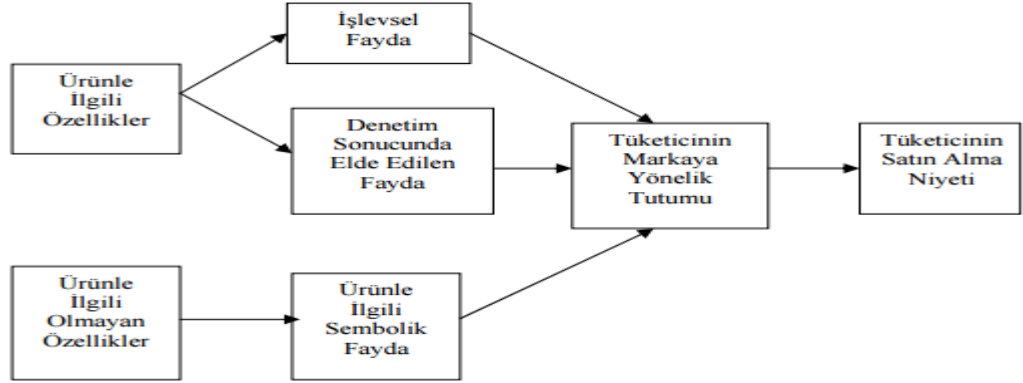 İşlevsel
Fayda
Ürünle
İlgili
Özellikler
Denetim
Sonucunda
Elde Edilen
Fayda
Tüketicinin
Markaya
Yönelik
Tutumu
Tüketicinin
Satın Alma
Niyeti
Ürünle
İlgili
Olmayan
Özellikler
Ürünle
İlgili
Sembolik
Fayda